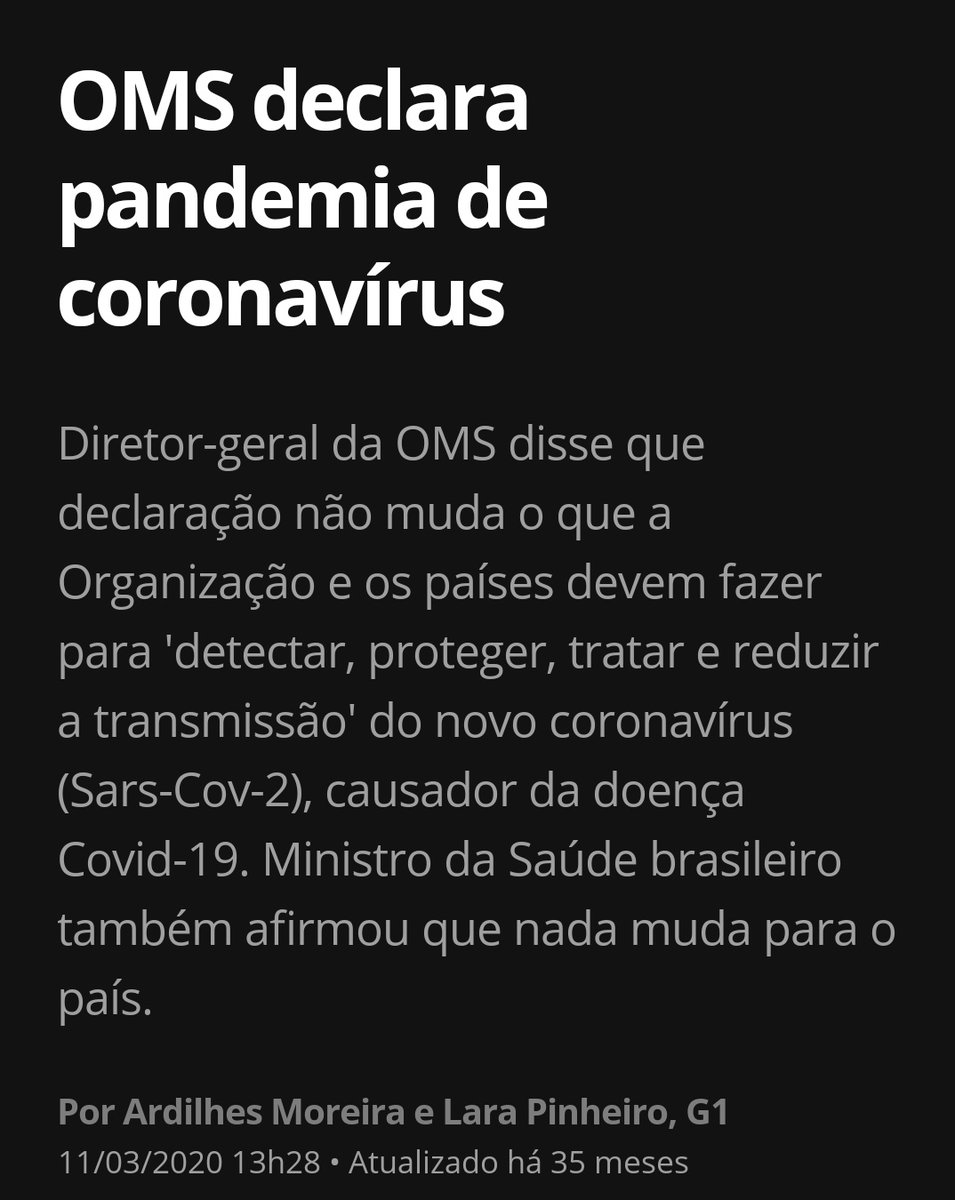 OMS declara
pandemia de
coronavírus
Diretor-geral da OMS disse que
declaração não muda o que a
Organização e os países devem fazer
para 'detectar, proteger, tratar e reduzir
a transmissão' do novo coronavírus
(Sars-Cov-2), causador da doença
Covid-19. Ministro da Saúde brasileiro
também afirmou que nada muda para o
país.
Por Ardilhes Moreira e Lara Pinheiro, G1
11/03/2020 13h28 • Atualizado há 35 meses